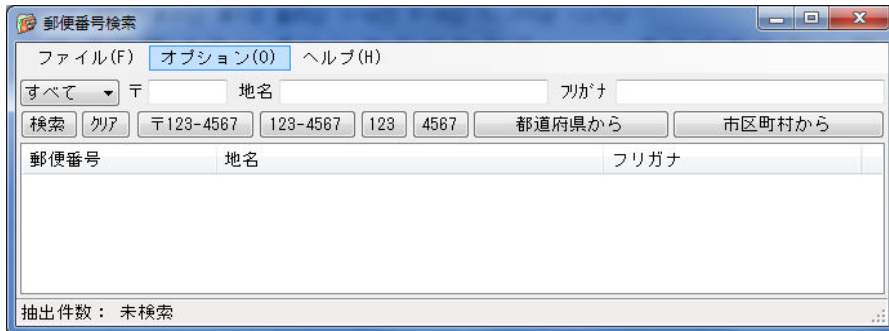 郵便番号検索
ファイル(F) オプション(O) ヘルプ(H)
すべて 〒 地名 ﾌﾘｶﾞﾅ
検索 ｸﾘｱ 〒123-4567 123-4567 123 4567 都道府県から 市区町村から
郵便番号 地名 フリガナ
抽出件数： 未検索